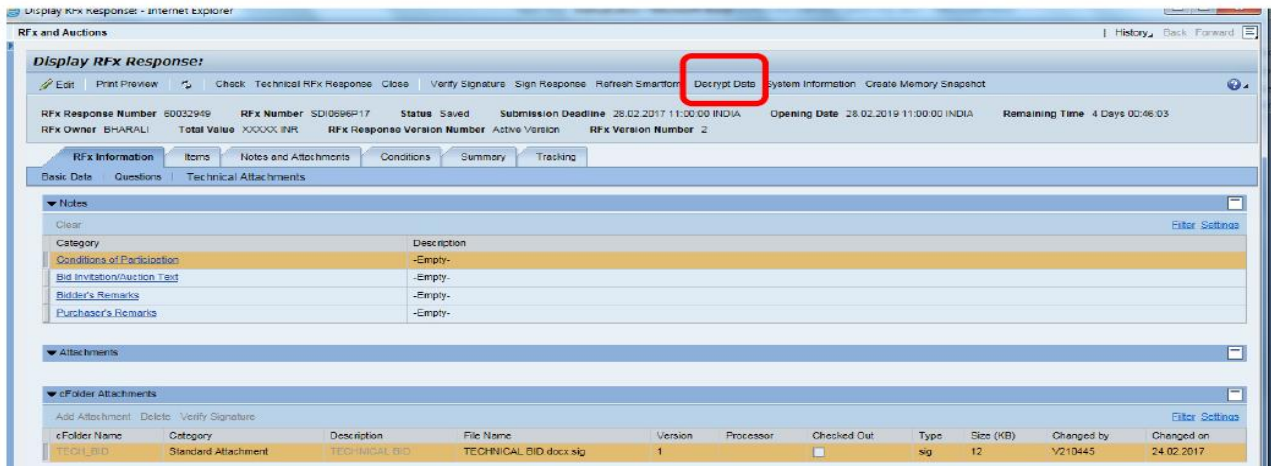 Display RFx Response: - Internet Explorer
RFx and Auctions | History Back Forward
Display RFx Response:
Edit | Print Preview | Check Technical RFx Response Close | Verify Signature Sign Response Refresh Smartform Decrypt Data System Information Create Memory Snapshot
RFx Response Number 60032949 RFx Number SDI0696P17 Status Saved Submission Deadline 28.02.2017 11:00:00 INDIA Opening Date 28.02.2019 11:00:00 INDIA Remaining Time 4 Days 00:46:03
RFx Owner BHARALI Total Value XXXXX INR RFx Response Version Number Active Version RFx Version Number 2
RFx Information Items Notes and Attachments Conditions Summary Tracking
Basic Data | Questions | Technical Attachments
Notes
Clear Filter Settings
Category Description
Conditions of Participation -Empty-
Bid Invitation/Auction Text -Empty-
Bidder's Remarks -Empty-
Purchaser's Remarks -Empty-
Attachments
cFolder Attachments
Add Attachment Delete Verify Signature Filter Settings
cFolder Name Category Description File Name Version Processor Checked Out Type Size (KB) Changed by Changed on
TECH_BID Standard Attachment TECHNICAL BID TECHNICAL BID.docx.sig 1 sig 12 V210445 24.02.2017